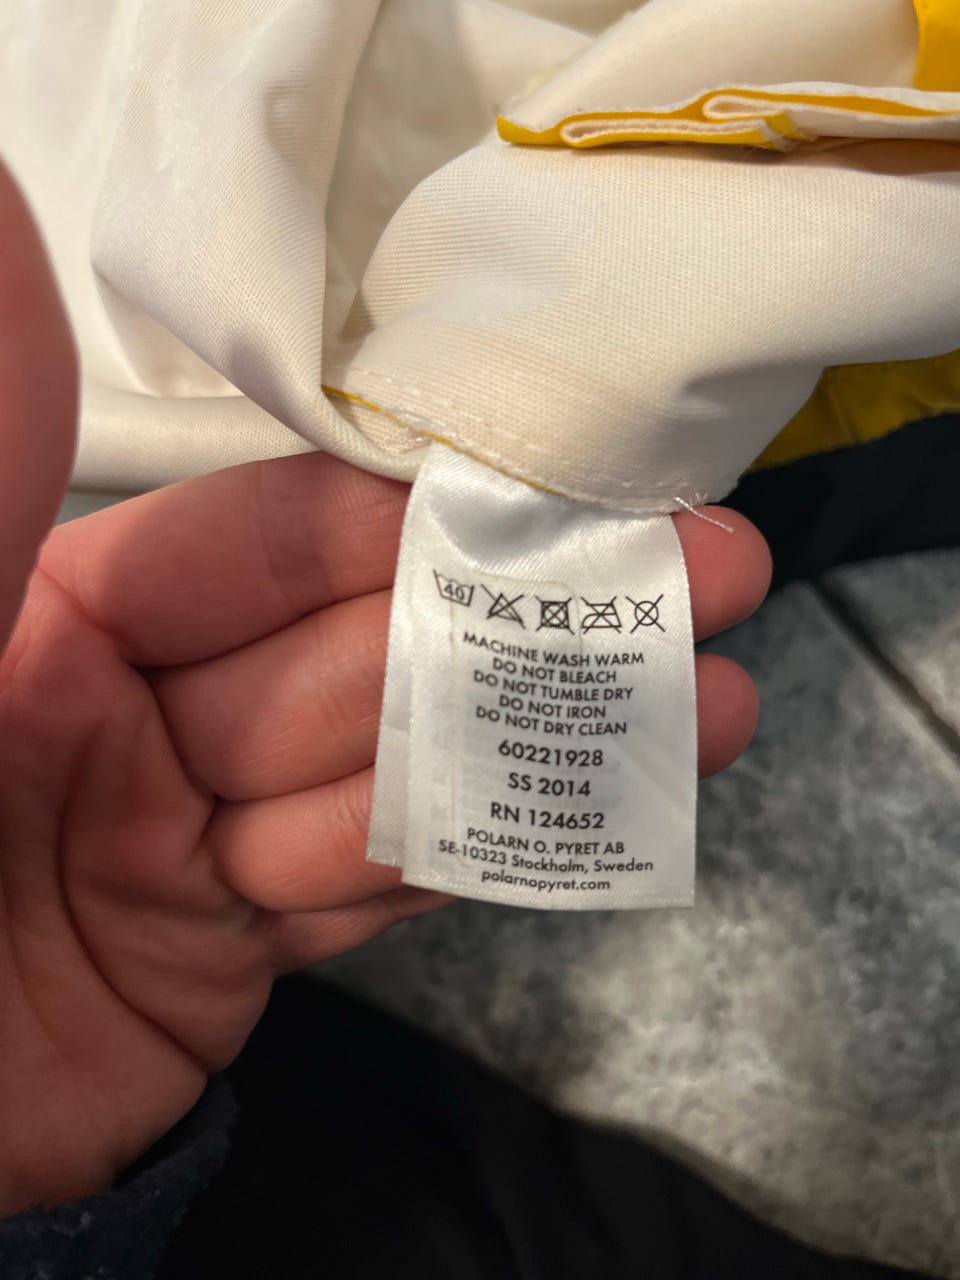 40
MACHINE WASH WARM
DO NOT BLEACH
DO NOT TUMBLE DRY
DO NOT IRON
DO NOT DRY CLEAN
60221928
SS 2014
RN 124652
POLARN O. PYRET AB
SE-10323 Stockholm, Sweden
polarnopyret.com